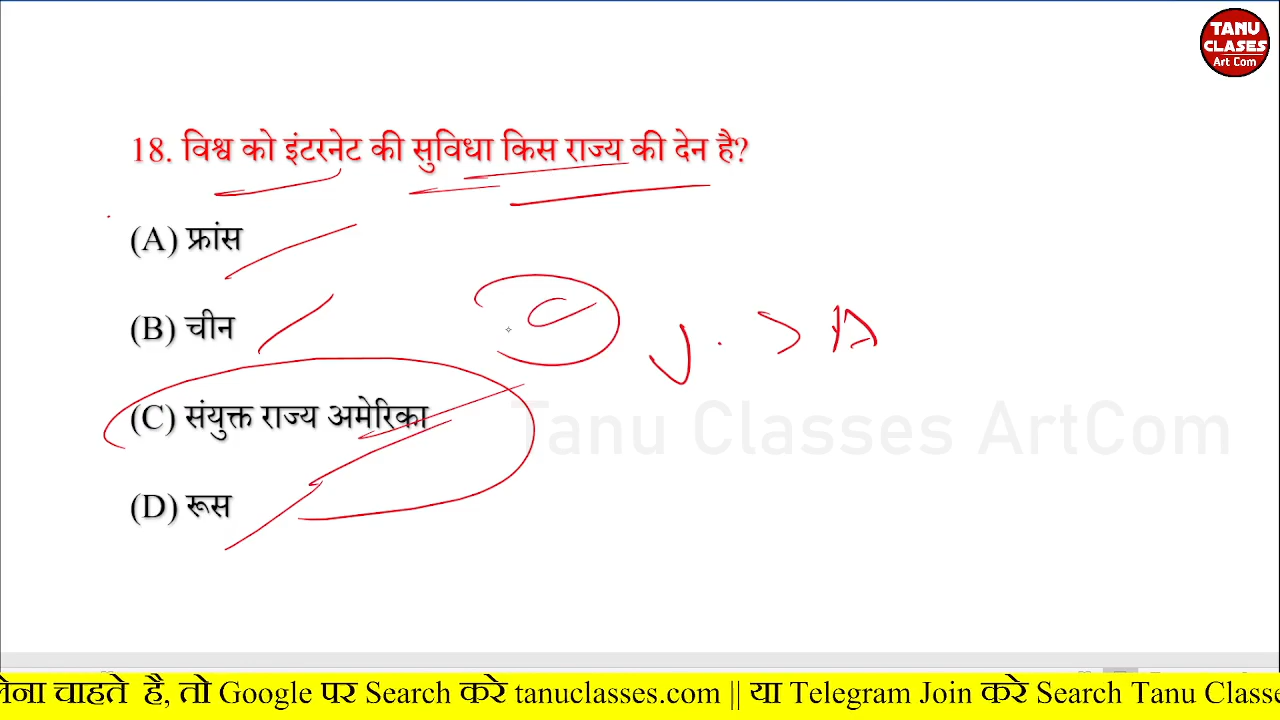 TANU
CLASES
Art Com
18. विश्व को इंटरनेट की सुविधा किस राज्य की देन है?
(A) फ्रांस
(B) चीन
C
(C) संयुक्त राज्य अमेरिका
Tanu Classes ArtCom
(D) रूस
लेना चाहते है, तो Google पर Search करे tanuclasses.com || या Telegram Join करे Search Tanu Classe